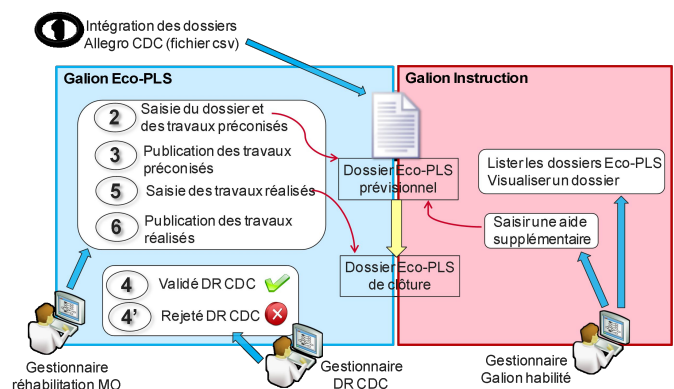 1 Intégration des dossiers
Allegro CDC (fichier csv)
Galion Eco-PLS
Galion Instruction
2 Saisie du dossier et
des travaux préconisés
3 Publication des travaux
préconisés
5 Saisie des travaux réalisés
6 Publication des travaux
réalisés
Dossier Eco-PLS
prévisionnel
Lister les dossiers Eco-PLS
Visualiser un dossier
Saisir une aide
supplémentaire
Dossier Eco-PLS
de clôture
4 Validé DR CDC
4' Rejeté DR CDC
Gestionnaire
réhabilitation MO
Gestionnaire
DR CDC
Gestionnaire
Galion habilité